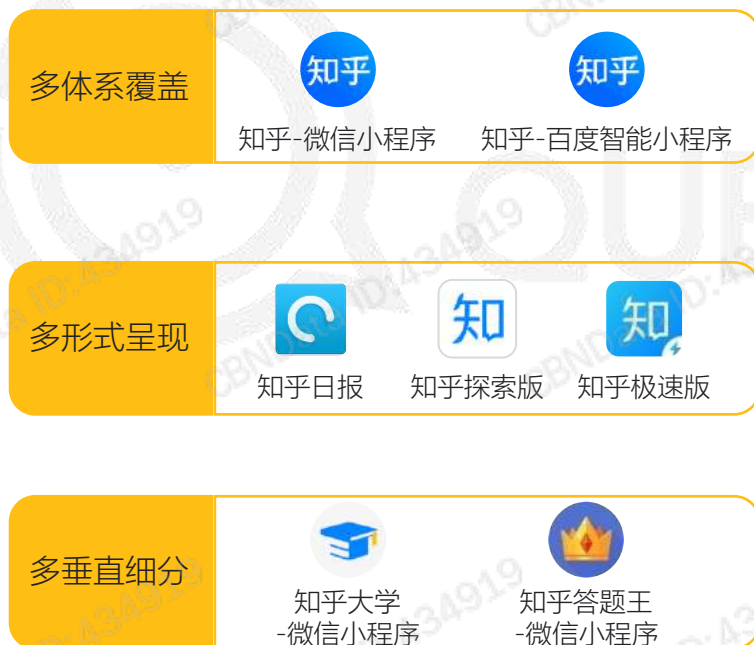 多体系覆盖
知乎
知乎
知乎-微信小程序
知乎-百度智能小程序
多形式呈现
知
知
知乎日报
知乎探索版
知乎极速版
多垂直细分
知乎大学
-微信小程序
知乎答题王
-微信小程序
CBNData ID:434919